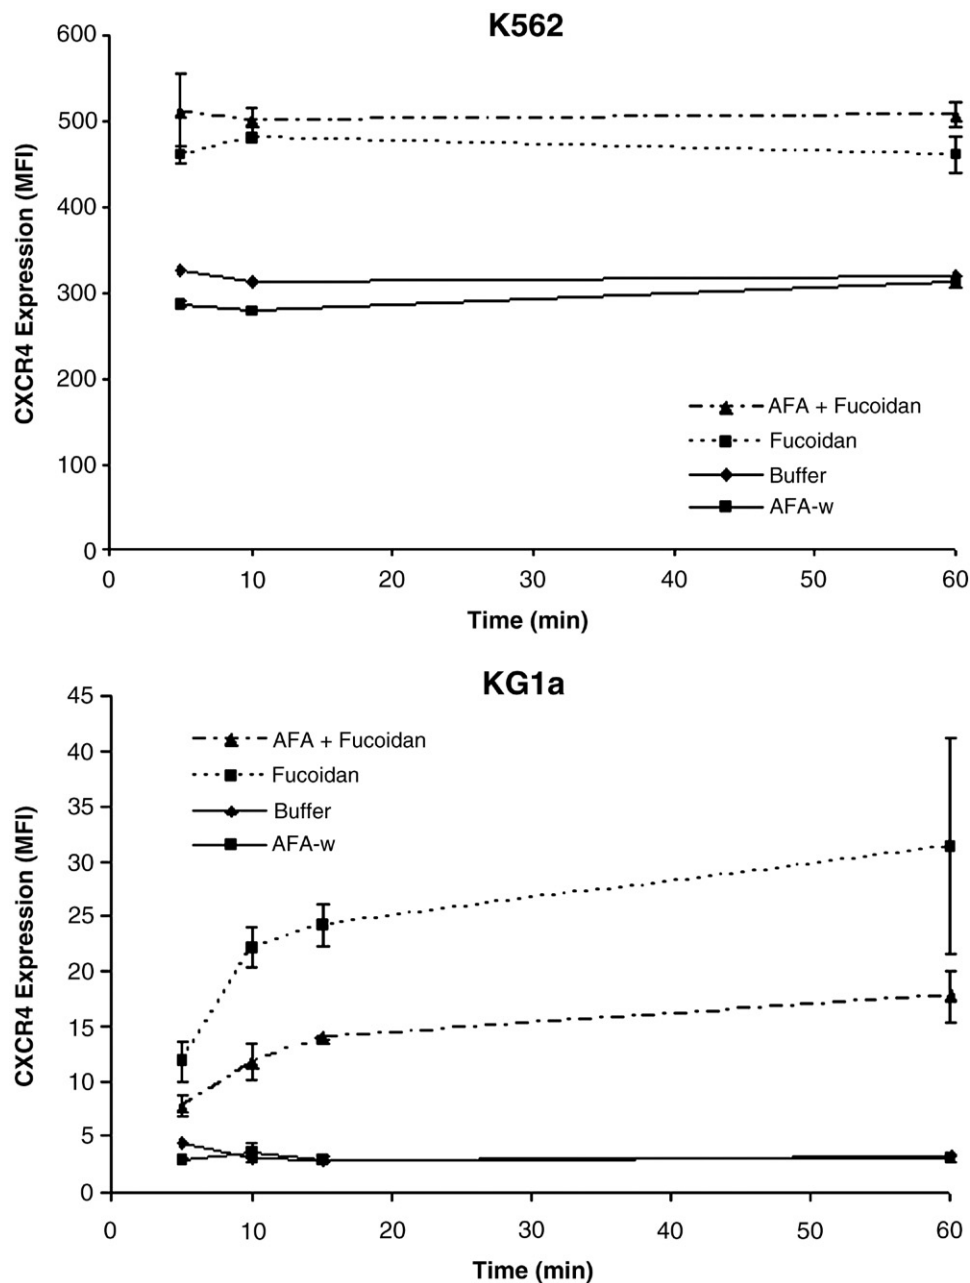 K562
600
500
400
300
200
100
0
CXCR4 Expression (MFI)
AFA + Fucoidan
Fucoidan
Buffer
AFA-w
0 10 20 30 40 50 60
Time (min)
KG1a
45
40
35
30
25
20
15
10
5
0
CXCR4 Expression (MFI)
AFA + Fucoidan
Fucoidan
Buffer
AFA-w
0 10 20 30 40 50 60
Time (min)